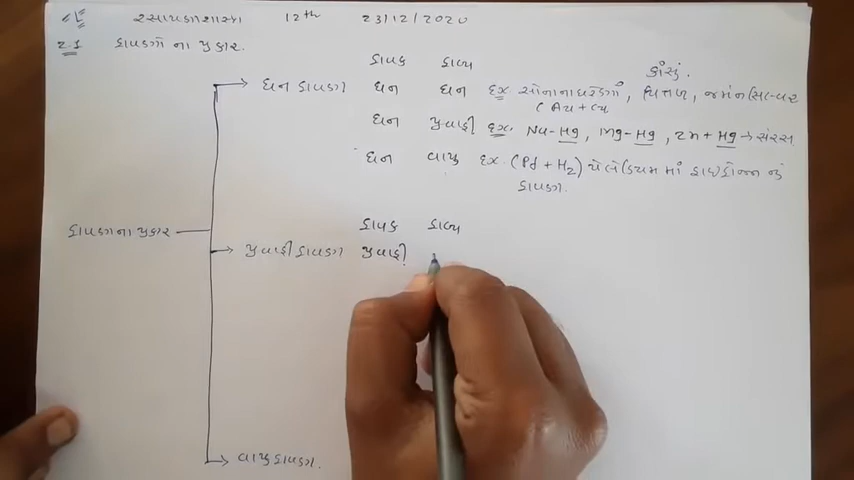 રસાયણશાસ્ત્ર 12th 23/12/2020
2.1 દ્રાવણોના પ્રકાર.
દ્રાવક દ્રાવ્ય
કાંસું.
ઘન દ્રાવણ ઘન ઘન Ex. સોનાના ઘરેણાં, પિત્તળ, જર્મન સિલ્વર
(Au + Cu
ઘન પ્રવાહી Ex. Na-Hg, Mg-Hg, Zn + Hg → સંરસ
ઘન વાયુ Ex. (Pd + H2) પેલેડિયમ માં હાઇડ્રોજન નું
દ્રાવણ.
દ્રાવક દ્રાવ્ય
દ્રાવણના પ્રકાર
પ્રવાહી દ્રાવણ પ્રવાહી
વાયુ દ્રાવણ.